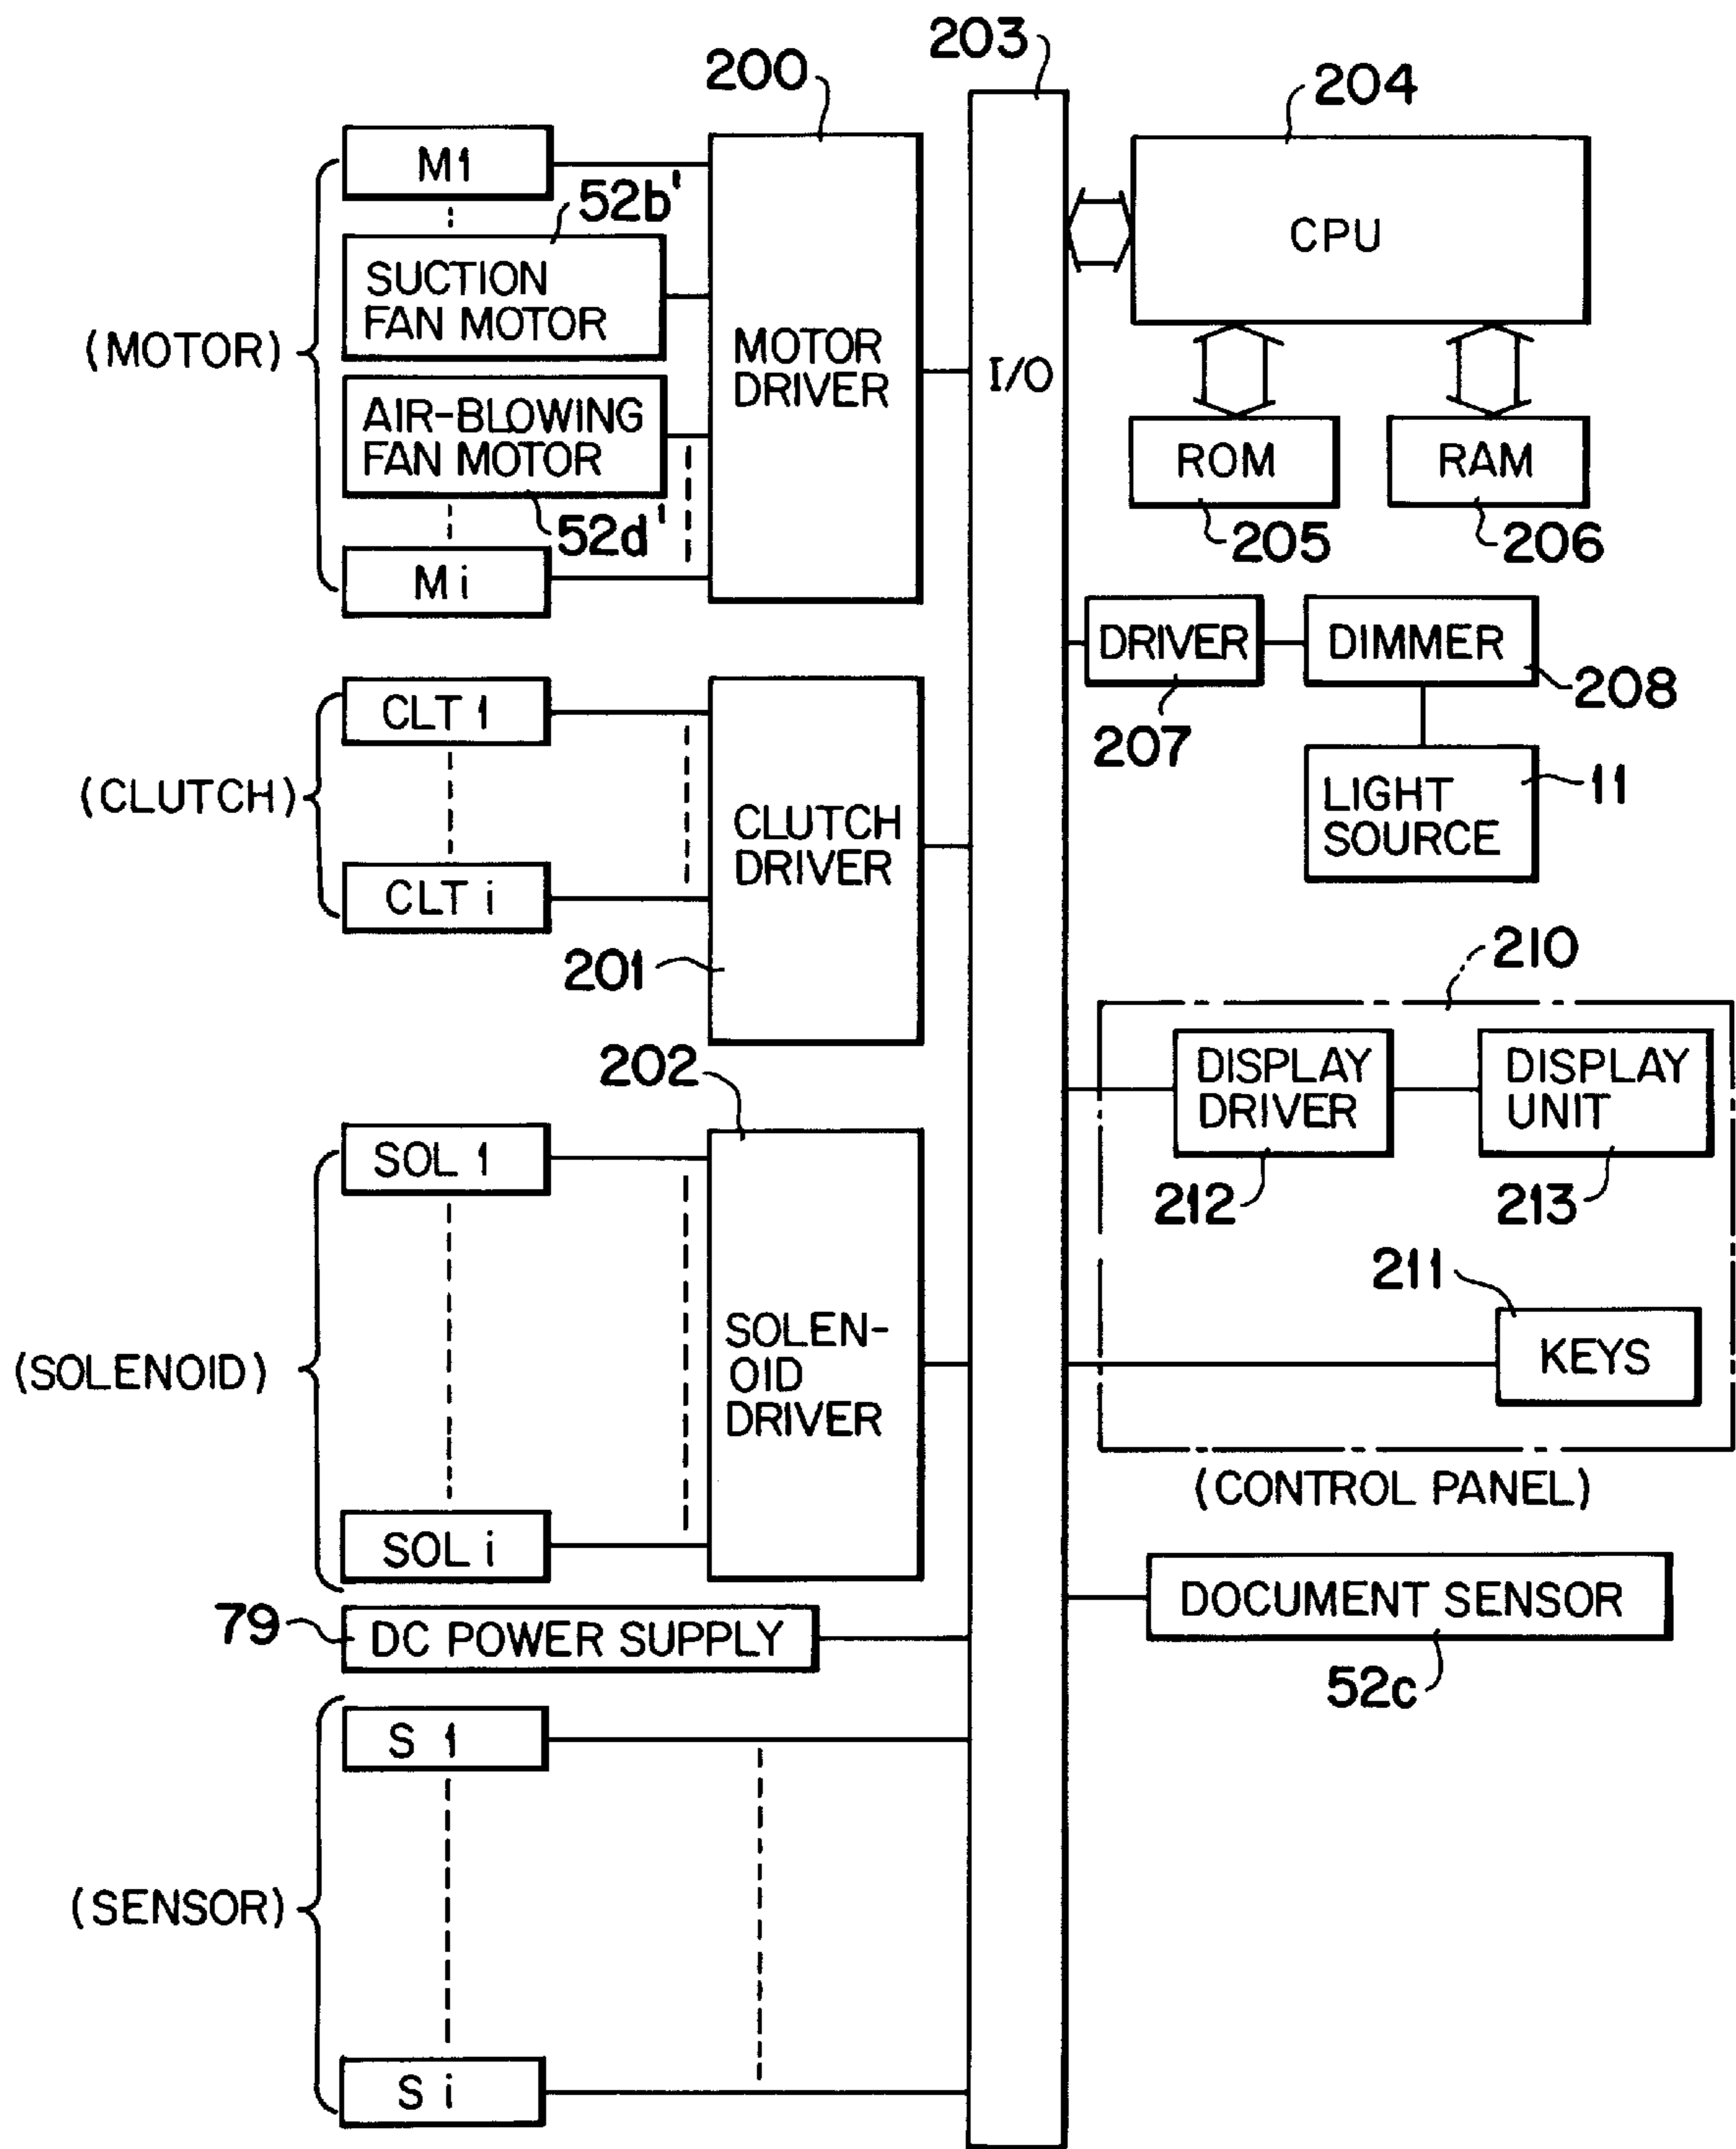 203
200
204
M1
52b'
CPU
SUCTION
FAN MOTOR
(MOTOR)
MOTOR
DRIVER
I/O
AIR-BLOWING
FAN MOTOR
ROM
RAM
52d'
205
206
Mi
DRIVER
DIMMER
208
207
CLT 1
(CLUTCH)
11
LIGHT
SOURCE
CLUTCH
DRIVER
CLT i
201
210
202
DISPLAY
DRIVER
DISPLAY
UNIT
SOL 1
212
213
211
SOLEN-
OID
DRIVER
KEYS
(SOLENOID)
(CONTROL PANEL)
SOL i
DOCUMENT SENSOR
79
DC POWER SUPPLY
52c
S 1
(SENSOR)
S i